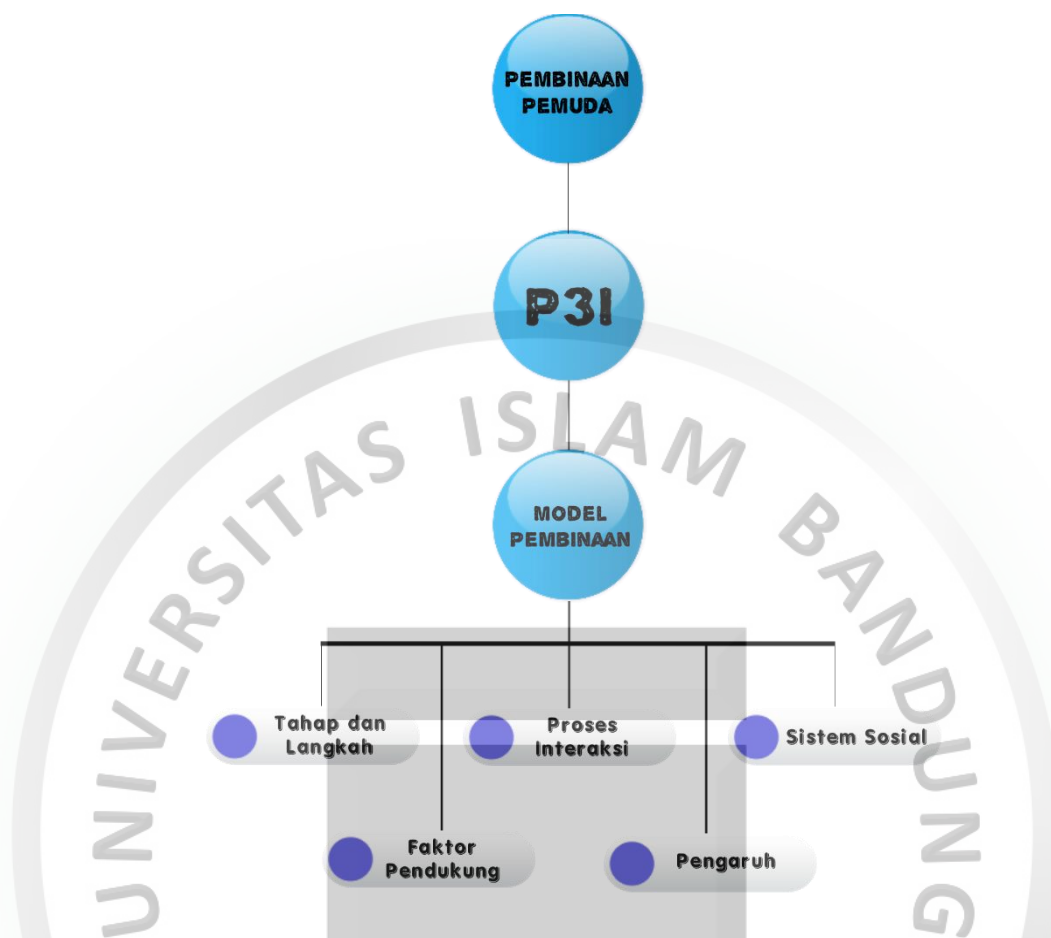 PEMBINAAN
PEMUDA
P3I
UNIVERSITAS ISLAM BANDUNG
MODEL
PEMBINAAN
Tahap dan
Langkah
Proses
Interaksi
Sistem Sosial
Faktor
Pendukung
Pengaruh